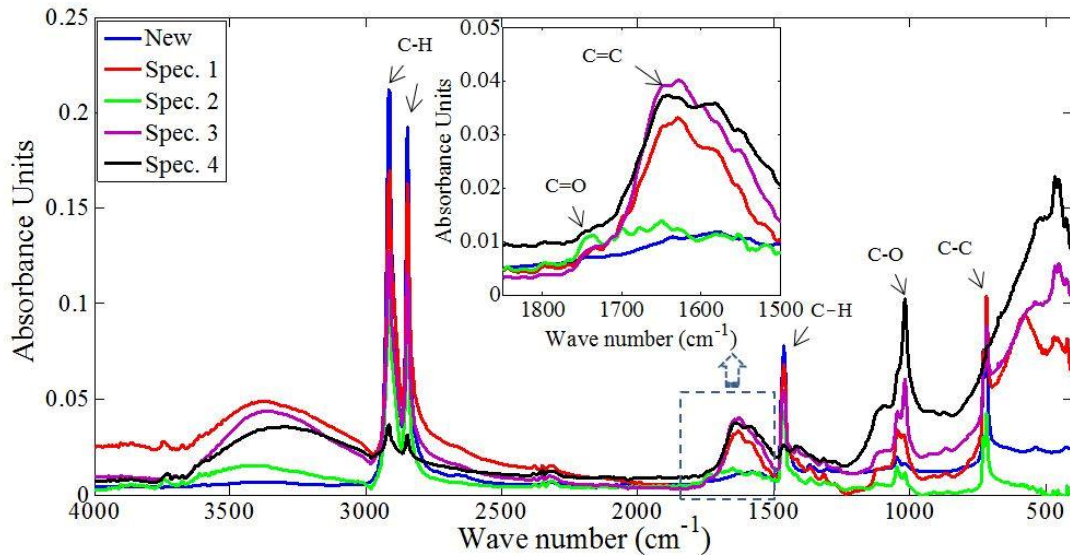 New
Spec. 1
Spec. 2
Spec. 3
Spec. 4
C-H
C=C
C=O
C-O
C-C
C-H
0.05
0.04
0.03
0.02
0.01
0
1800 1700 1600 1500
Wave number (cm-1)
Absorbance Units
0.25
0.2
0.15
0.1
0.05
0
4000 3500 3000 2500 2000 1500 1000 500
Wave number (cm-1)
Absorbance Units